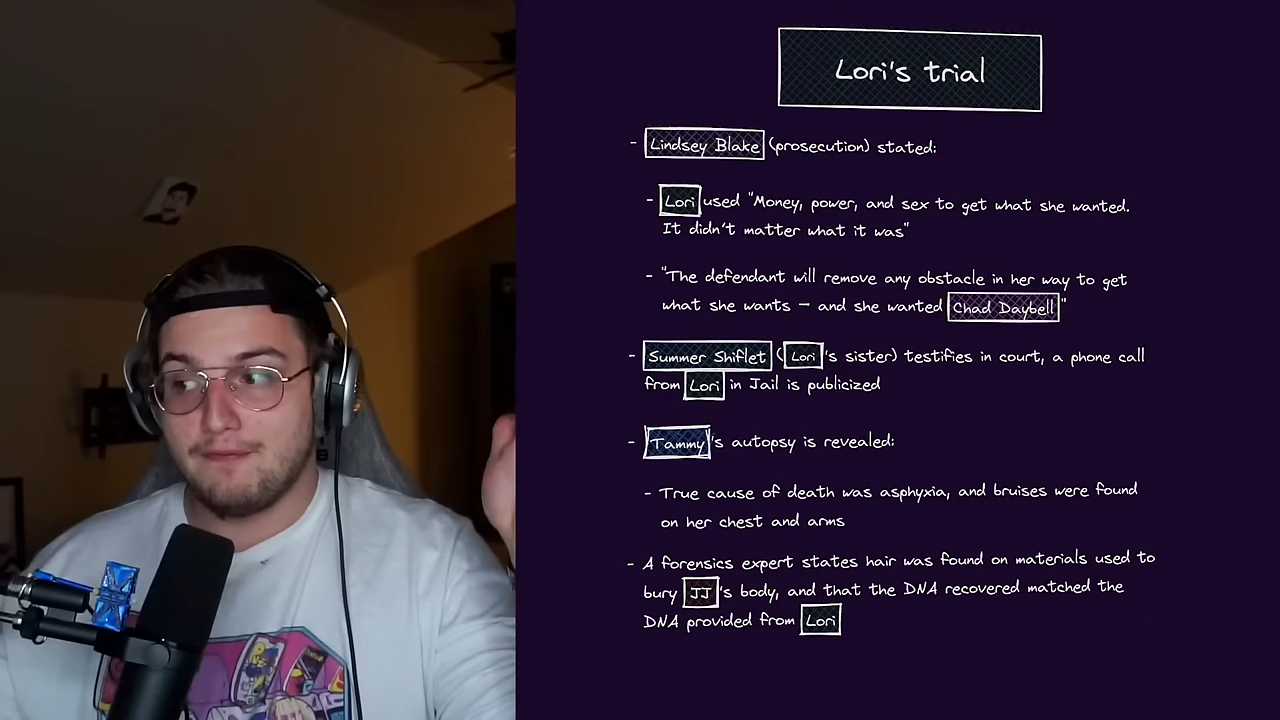 Lori's trial
- Lindsey Blake (prosecution) stated:
- Lori used "Money, power, and sex to get what she wanted.
It didn't matter what it was"
- "The defendant will remove any obstacle in her way to get
what she wants - and she wanted Chad Daybell"
- Summer Shiflet (Lori's sister) testifies in court, a phone call
from Lori in Jail is publicized
- Tammy's autopsy is revealed:
- True cause of death was asphyxia, and bruises were found
on her chest and arms
- A forensics expert states hair was found on materials used to
bury JJ's body, and that the DNA recovered matched the
DNA provided from Lori